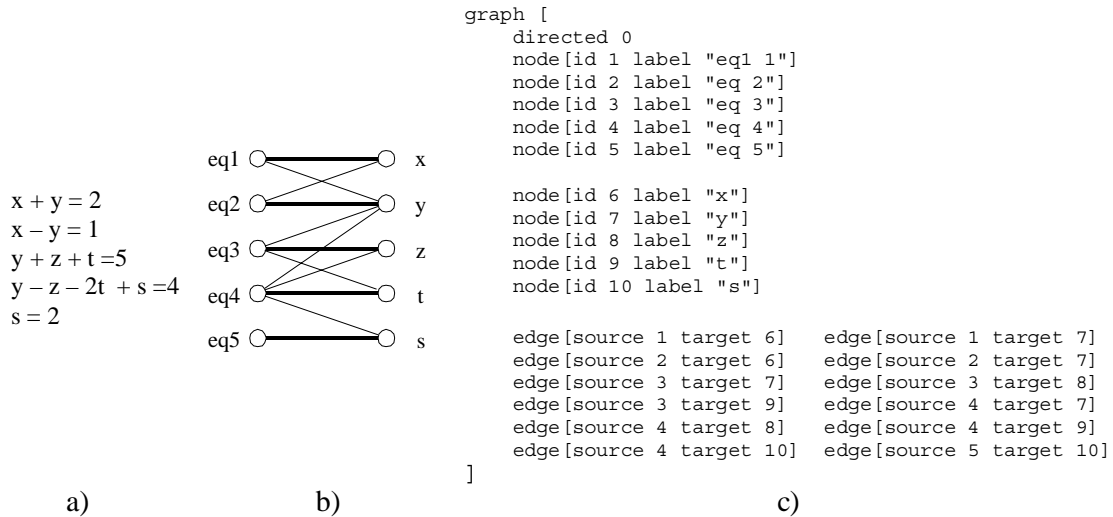 x + y = 2
x – y = 1
y + z + t =5
y – z – 2t  + s =4
s = 2
a)
eq1 x
eq2 y
eq3 z
eq4 t
eq5 s
b)
graph [
directed 0
node[id 1 label "eq1 1"]
node[id 2 label "eq 2"]
node[id 3 label "eq 3"]
node[id 4 label "eq 4"]
node[id 5 label "eq 5"]
node[id 6 label "x"]
node[id 7 label "y"]
node[id 8 label "z"]
node[id 9 label "t"]
node[id 10 label "s"]
edge[source 1 target 6] edge[source 1 target 7]
edge[source 2 target 6] edge[source 2 target 7]
edge[source 3 target 7] edge[source 3 target 8]
edge[source 3 target 9] edge[source 4 target 7]
edge[source 4 target 8] edge[source 4 target 9]
edge[source 4 target 10] edge[source 5 target 10]
]
c)